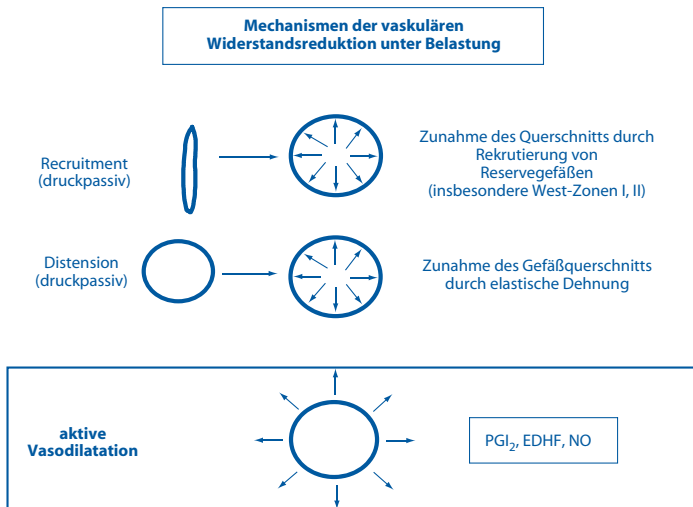 Mechanismen der vaskulären
Widerstandsreduktion unter Belastung
Recruitment
(druckpassiv)
Zunahme des Querschnitts durch
Rekrutierung von
Reservegefäßen
(insbesondere West-Zonen I, II)
Distension
(druckpassiv)
Zunahme des Gefäßquerschnitts
durch elastische Dehnung
aktive
Vasodilatation
PGI₂, EDHF, NO